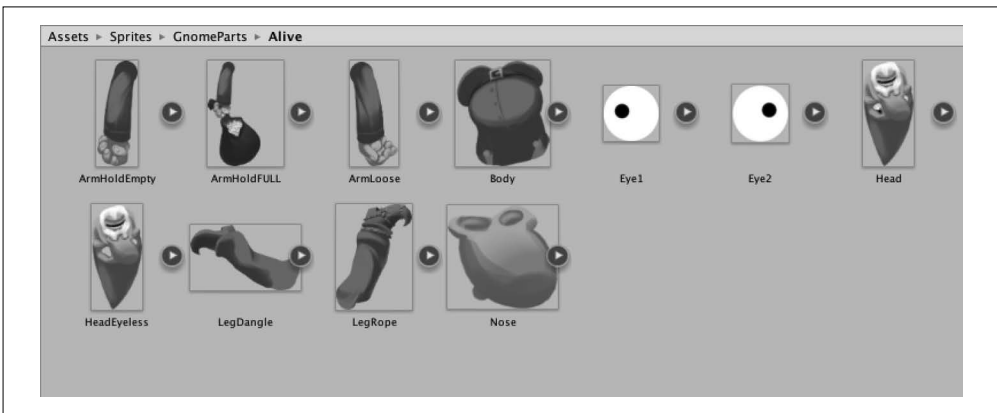 Assets ▸ Sprites ▸ GnomeParts ▸ Alive
ArmHoldEmpty ArmHoldFULL ArmLoose Body Eye1 Eye2 Head
HeadEyeless LegDangle LegRope Nose